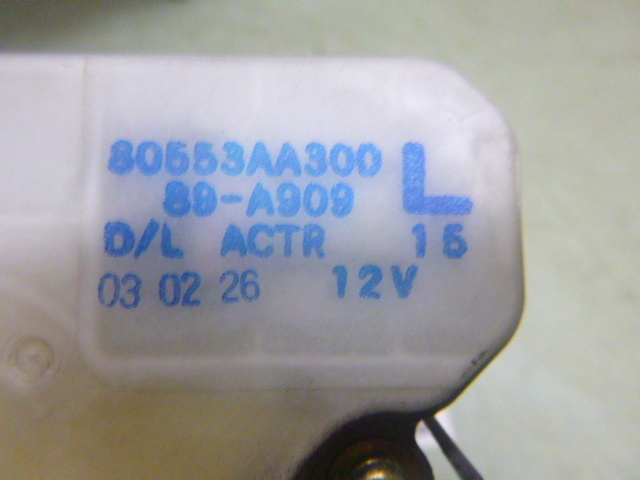 80553AA300 L
89-A909
D/L ACTR 15
03 02 26 12V